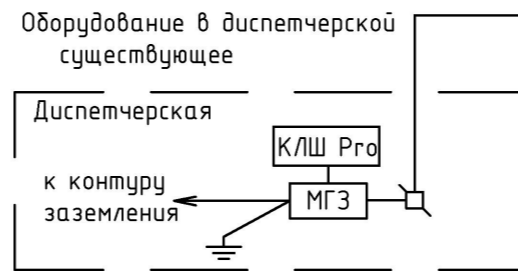 Оборудование в диспетчерской
существующее
Диспетчерская
КЛШ Pro
к контуру
заземления
МГЗ